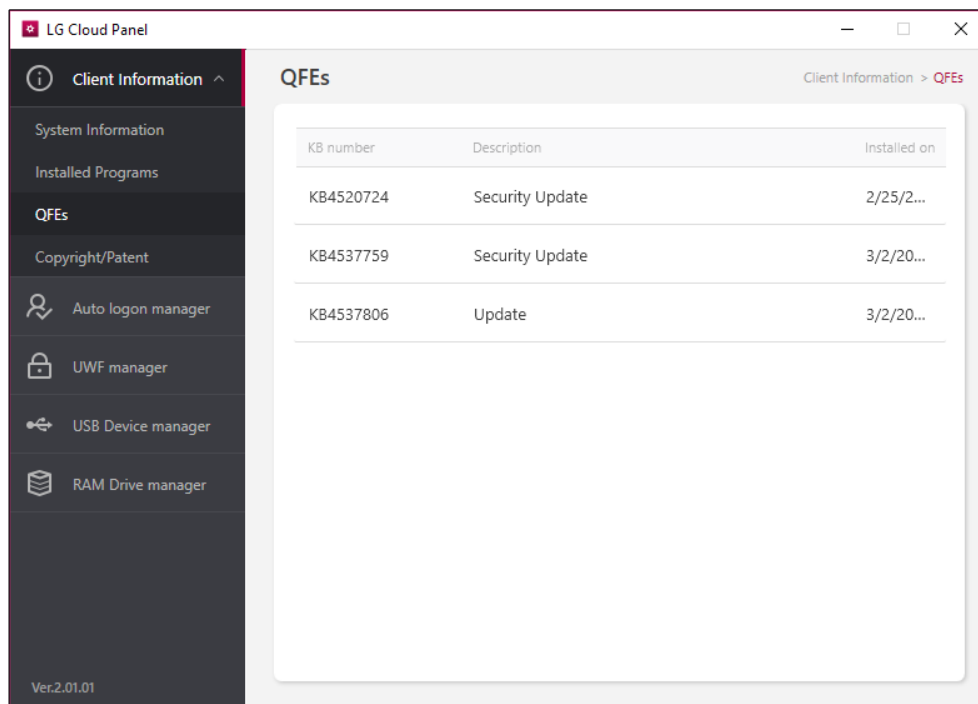 LG Cloud Panel
Client Information
System Information
Installed Programs
QFEs
Copyright/Patent
Auto logon manager
UWF manager
USB Device manager
RAM Drive manager
Ver.2.01.01
QFEs
Client Information > QFEs
KB number Description Installed on
KB4520724 Security Update 2/25/2...
KB4537759 Security Update 3/2/20...
KB4537806 Update 3/2/20...